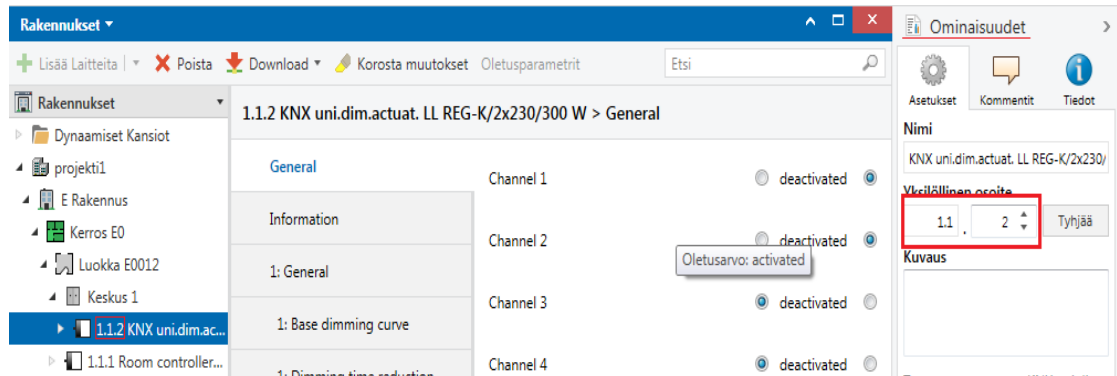 Rakennukset
Lisää Laitteita Poista Download Korosta muutokset Oletusparametrit Etsi
Rakennukset
Dynaamiset Kansiot
projekti1
E Rakennus
Kerros E0
Luokka E0012
Keskus 1
1.1.2 KNX uni.dim.ac...
1.1.1 Room controller...
1.1.2 KNX uni.dim.actuat. LL REG-K/2x230/300 W > General
General
Information
1: General
1: Base dimming curve
1: Dimming time reduction
Channel 1 deactivated
Channel 2 deactivated
Oletusarvo: activated
Channel 3 deactivated
Channel 4 deactivated
Ominaisuudet
Asetukset Kommentit Tiedot
Nimi
KNX uni.dim.actuat. LL REG-K/2x230/
Yksilöllinen osoite
1.1 . 2 Tyhjää
Kuvaus